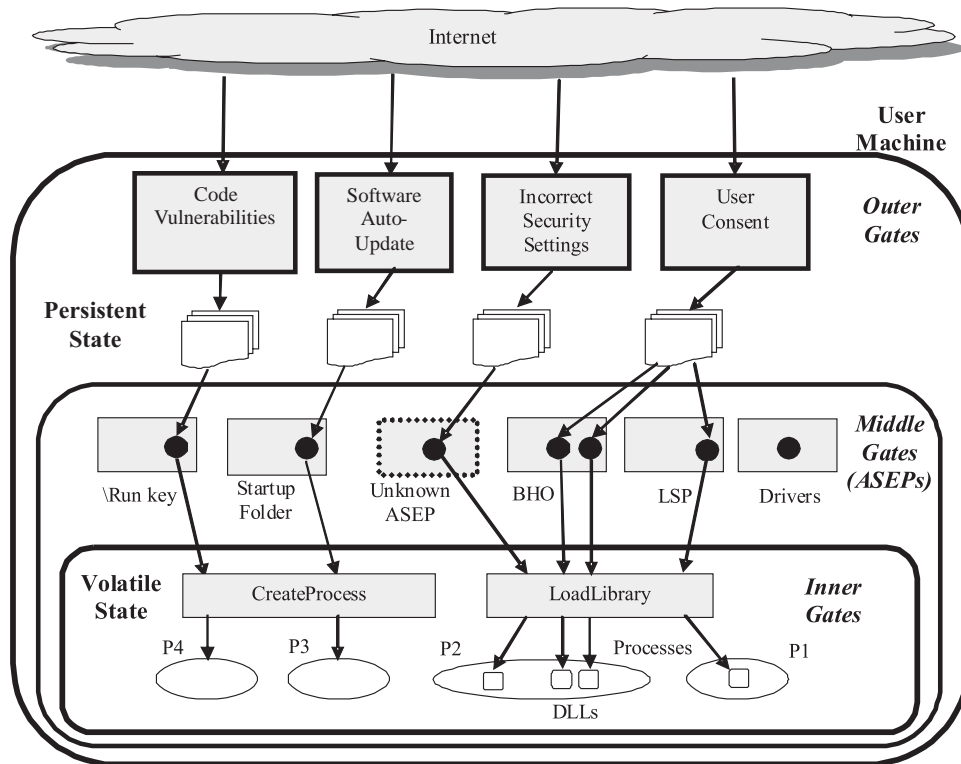 Internet
User
Machine
Code
Vulnerabilities
Software
Auto-
Update
Incorrect
Security
Settings
User
Consent
Outer
Gates
Persistent
State
Middle
Gates
(ASEPs)
\Run key
Startup
Folder
Unknown
ASEP
BHO
LSP
Drivers
Volatile
State
CreateProcess
LoadLibrary
Inner
Gates
P4
P3
P2
Processes
P1
DLLs